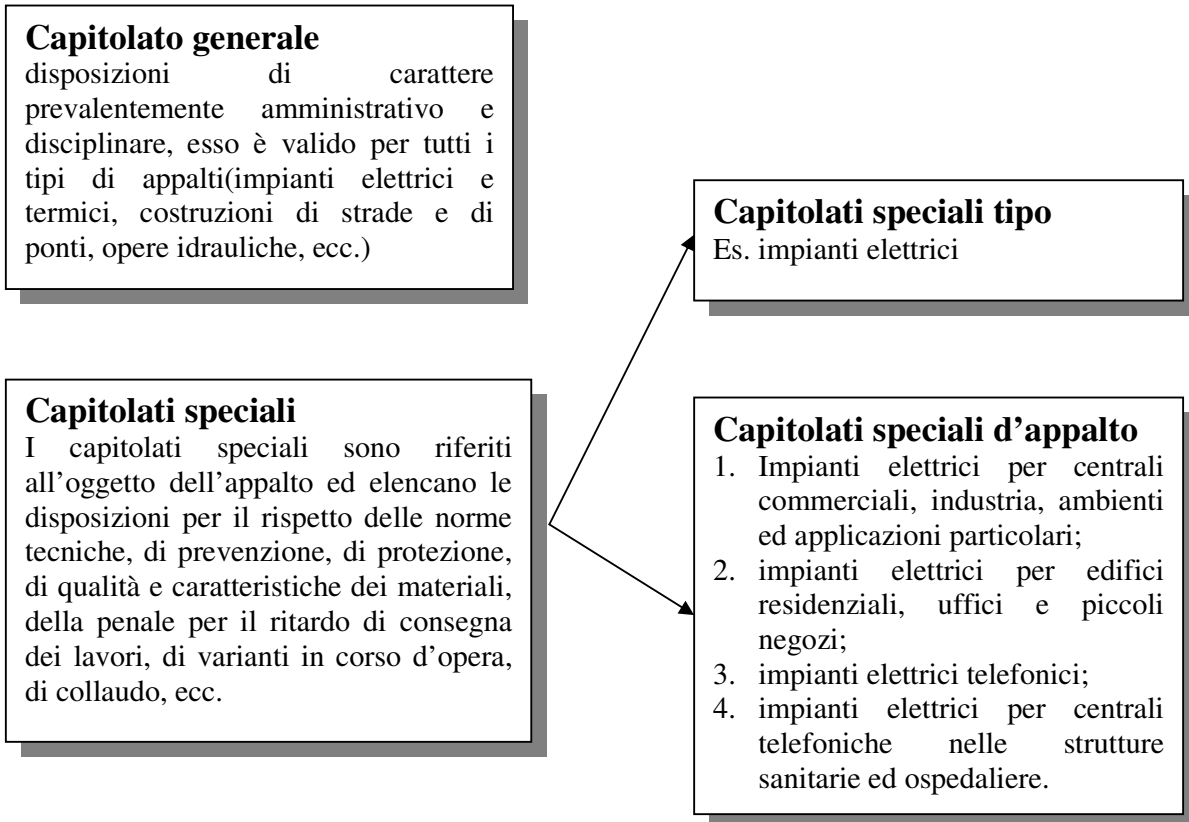 Capitolato generale
disposizioni di carattere
prevalentemente amministrativo e
disciplinare, esso è valido per tutti i
tipi di appalti(impianti elettrici e
termici, costruzioni di strade e di
ponti, opere idrauliche, ecc.)
Capitolati speciali tipo
Es. impianti elettrici
Capitolati speciali
I capitolati speciali sono riferiti
all’oggetto dell’appalto ed elencano le
disposizioni per il rispetto delle norme
tecniche, di prevenzione, di protezione,
di qualità e caratteristiche dei materiali,
della penale per il ritardo di consegna
dei lavori, di varianti in corso d’opera,
di collaudo, ecc.
Capitolati speciali d’appalto
1. Impianti elettrici per centrali
commerciali, industria, ambienti
ed applicazioni particolari;
2. impianti elettrici per edifici
residenziali, uffici e piccoli
negozi;
3. impianti elettrici telefonici;
4. impianti elettrici per centrali
telefoniche nelle strutture
sanitarie ed ospedaliere.